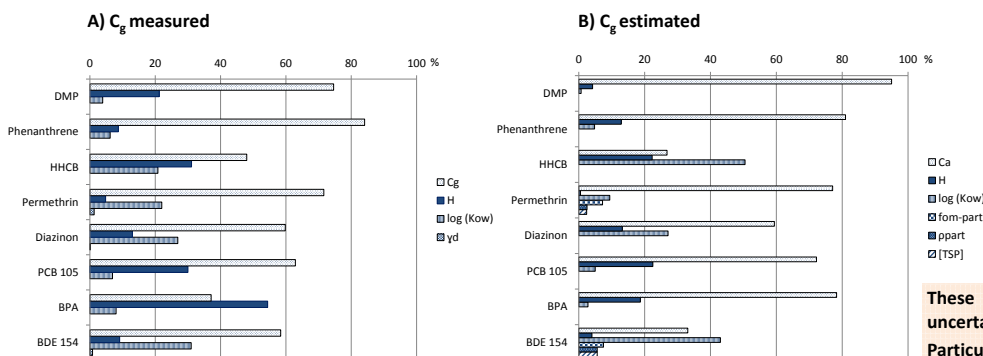 A) Cg measured
0 20 40 60 80 100 %
DMP
Phenanthrene
HHCB
Permethrin
Diazinon
PCB 105
BPA
BDE 154
Cg
H
log (Kow)
γd
B) Cg estimated
0 20 40 60 80 100 %
DMP
Phenanthrene
HHCB
Permethrin
Diazinon
PCB 105
BPA
BDE 154
Ca
H
log (Kow)
fom-part
ρpart
[TSP]
These
uncerta
Particu